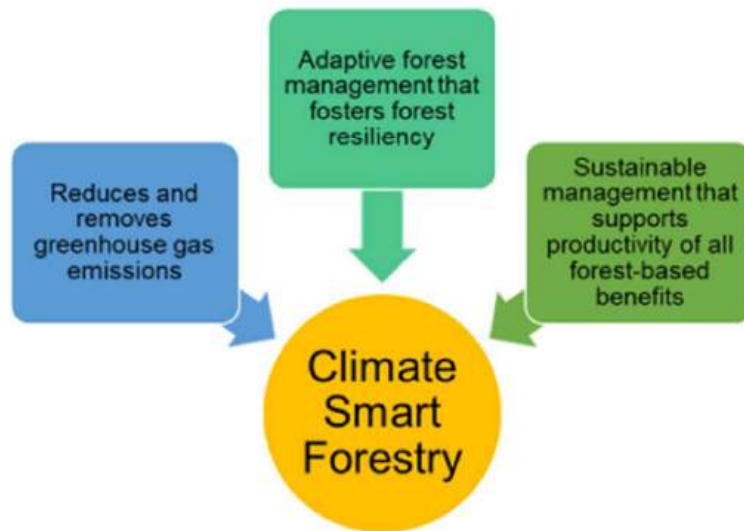 Adaptive forest
management that
fosters forest
resiliency
Reduces and
removes
greenhouse gas
emissions
Sustainable
management that
supports
productivity of all
forest-based
benefits
Climate
Smart
Forestry